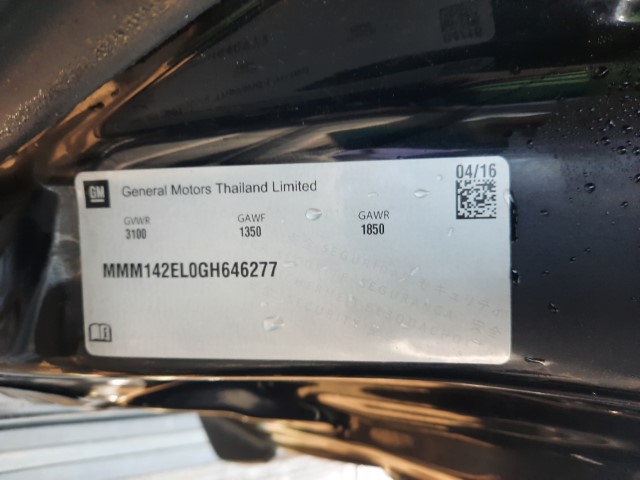 GM General Motors Thailand Limited 04/16
GVWR GAWF GAWR
3100 1350 1850
MMM142EL0GH646277